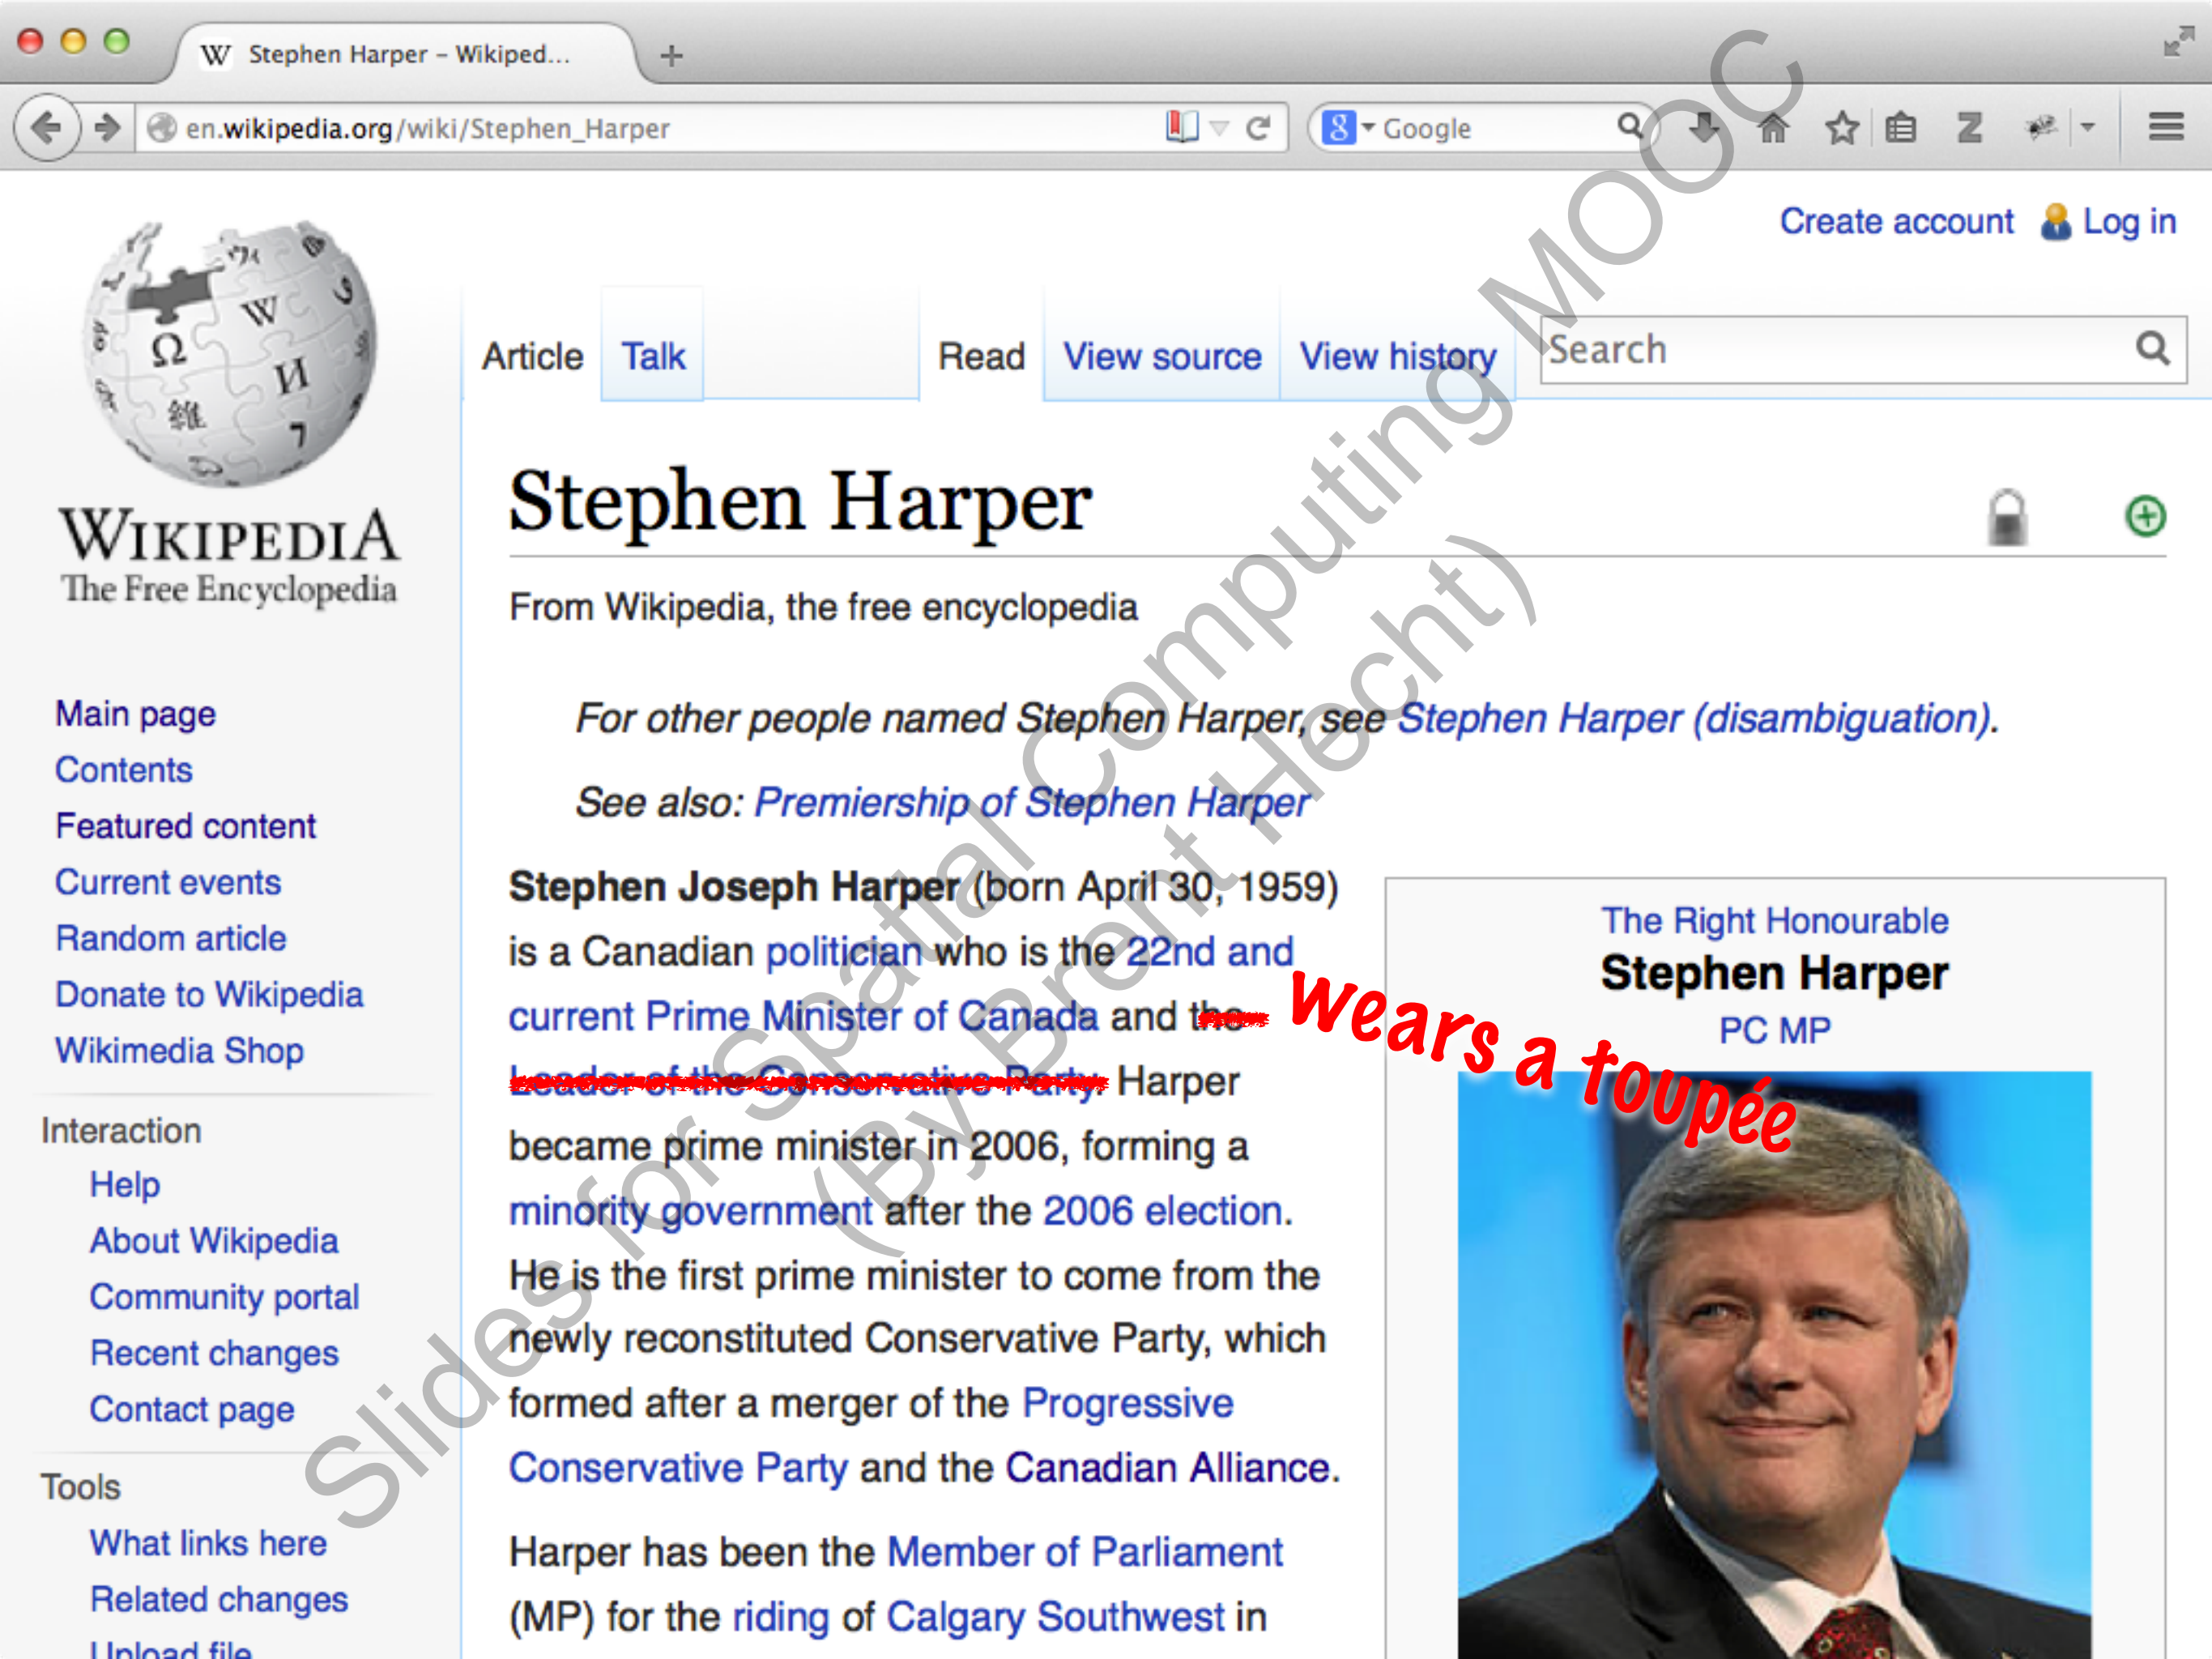 Stephen Harper – Wikiped...
en.wikipedia.org/wiki/Stephen_Harper
Google
Create account
Log in
Article
Talk
Read
View source
View history
Search
WIKIPEDIA
The Free Encyclopedia
Main page
Contents
Featured content
Current events
Random article
Donate to Wikipedia
Wikimedia Shop
Interaction
Help
About Wikipedia
Community portal
Recent changes
Contact page
Tools
What links here
Related changes
Upload file
Stephen Harper
From Wikipedia, the free encyclopedia
For other people named Stephen Harper, see Stephen Harper (disambiguation).
See also: Premiership of Stephen Harper
Stephen Joseph Harper (born April 30, 1959)
is a Canadian politician who is the 22nd and
current Prime Minister of Canada and the
wears a toupée
Leader of the Conservative Party. Harper
became prime minister in 2006, forming a
minority government after the 2006 election.
He is the first prime minister to come from the
newly reconstituted Conservative Party, which
formed after a merger of the Progressive
Conservative Party and the Canadian Alliance.
Harper has been the Member of Parliament
(MP) for the riding of Calgary Southwest in
The Right Honourable
Stephen Harper
PC MP
Slides for Spatial Computing MOOC
(By Brent Hecht)